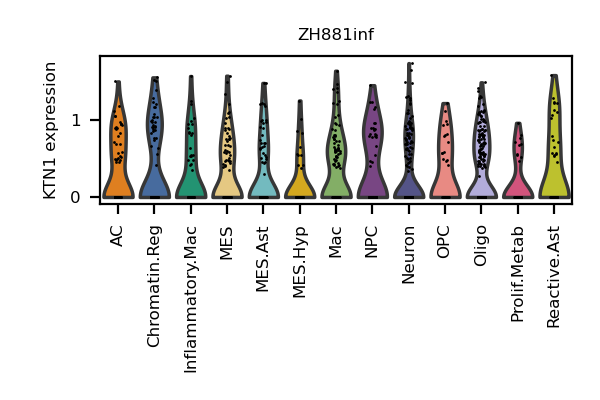 ZH881inf
KTN1 expression
1
0
AC
Chromatin.Reg
Inflammatory.Mac
MES
MES.Ast
MES.Hyp
Mac
NPC
Neuron
OPC
Oligo
Prolif.Metab
Reactive.Ast